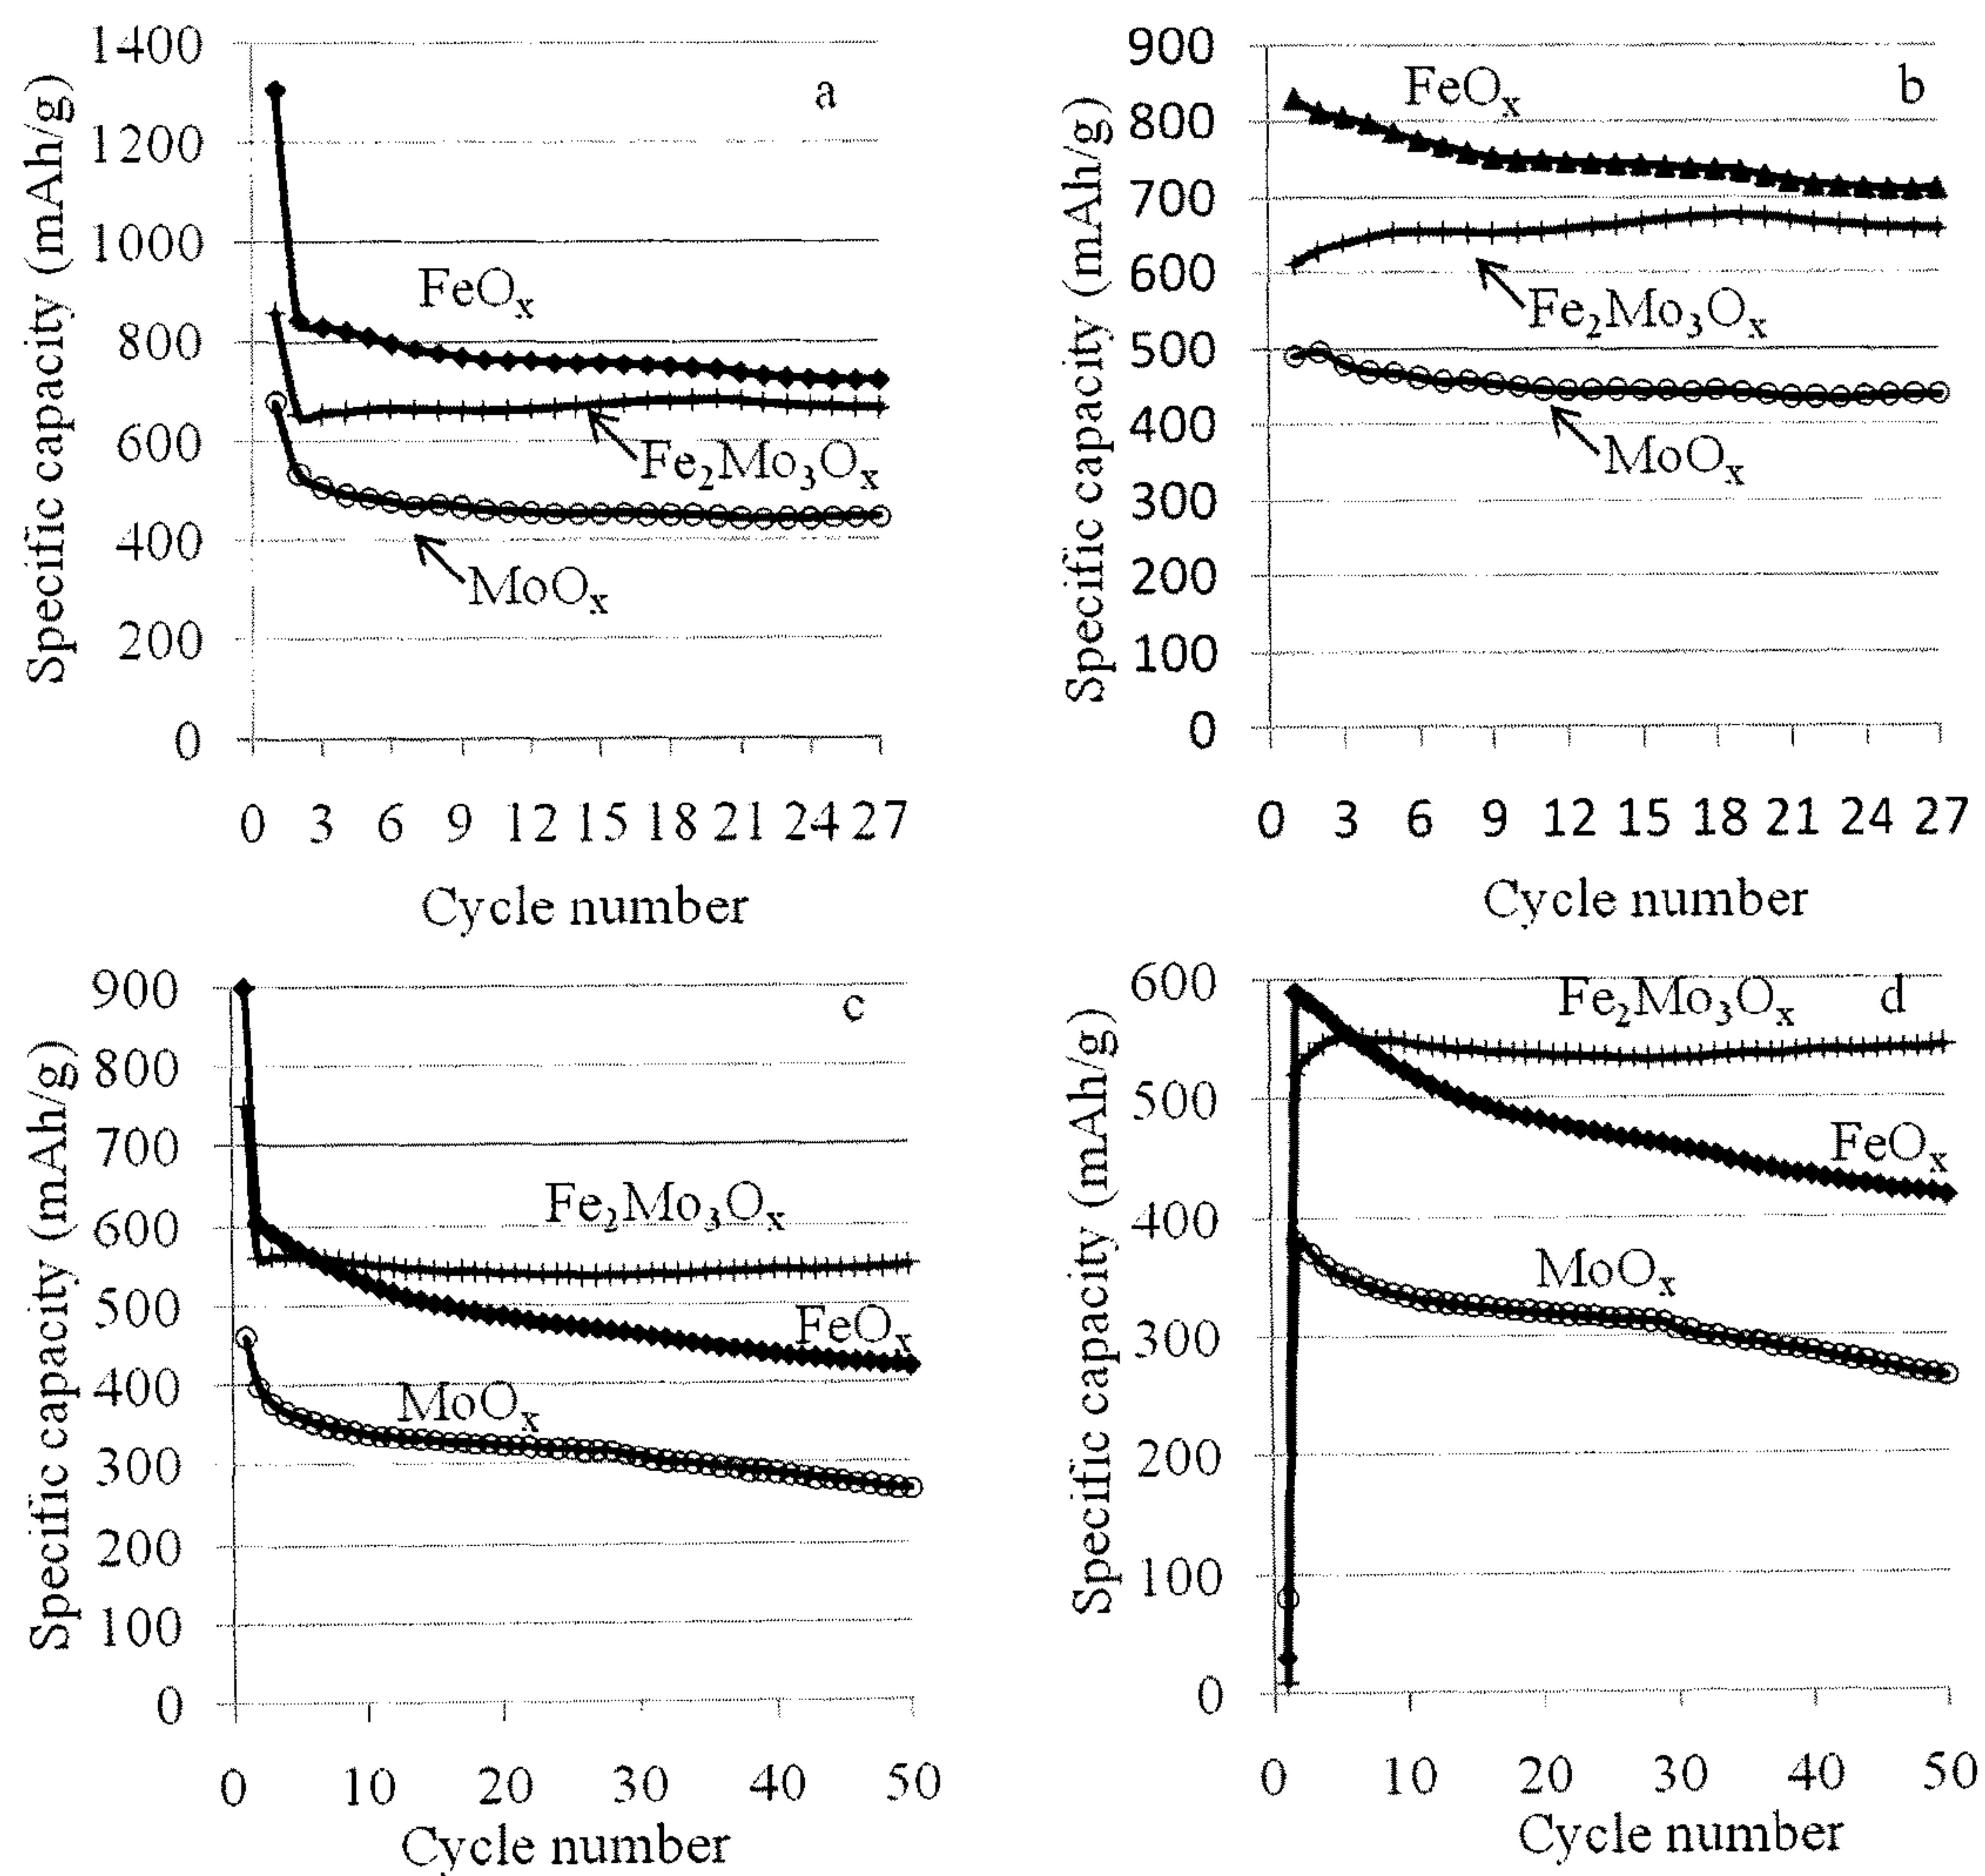 a
Specific capacity (mAh/g)
1400
1200
1000
800
600
400
200
0
FeOₓ
Fe₂Mo₃Oₓ
MoOₓ
0 3 6 9 12 15 18 21 24 27
Cycle number
b
Specific capacity (mAh/g)
900
800
700
600
500
400
300
200
100
0
FeOₓ
Fe₂Mo₃Oₓ
MoOₓ
0 3 6 9 12 15 18 21 24 27
Cycle number
c
Specific capacity (mAh/g)
900
800
700
600
500
400
300
200
100
0
Fe₂Mo₃Oₓ
FeOₓ
MoOₓ
0 10 20 30 40 50
Cycle number
d
Specific capacity (mAh/g)
600
500
400
300
200
100
0
Fe₂Mo₃Oₓ
FeOₓ
MoOₓ
0 10 20 30 40 50
Cycle number